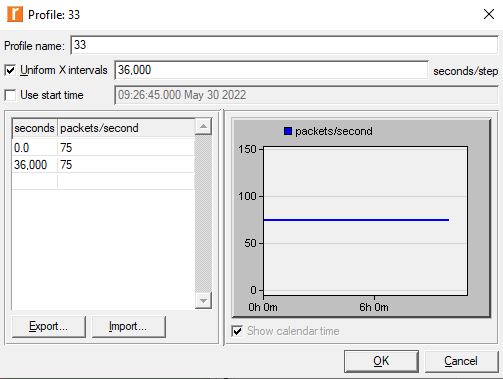 Profile: 33
Profile name: 33
Uniform X intervals 36,000 seconds/step
Use start time 09:26:45.000 May 30 2022
seconds packets/second
0.0 75
36,000 75
packets/second
150
100
50
0
0h 0m 6h 0m
Export... Import...
Show calendar time
OK Cancel